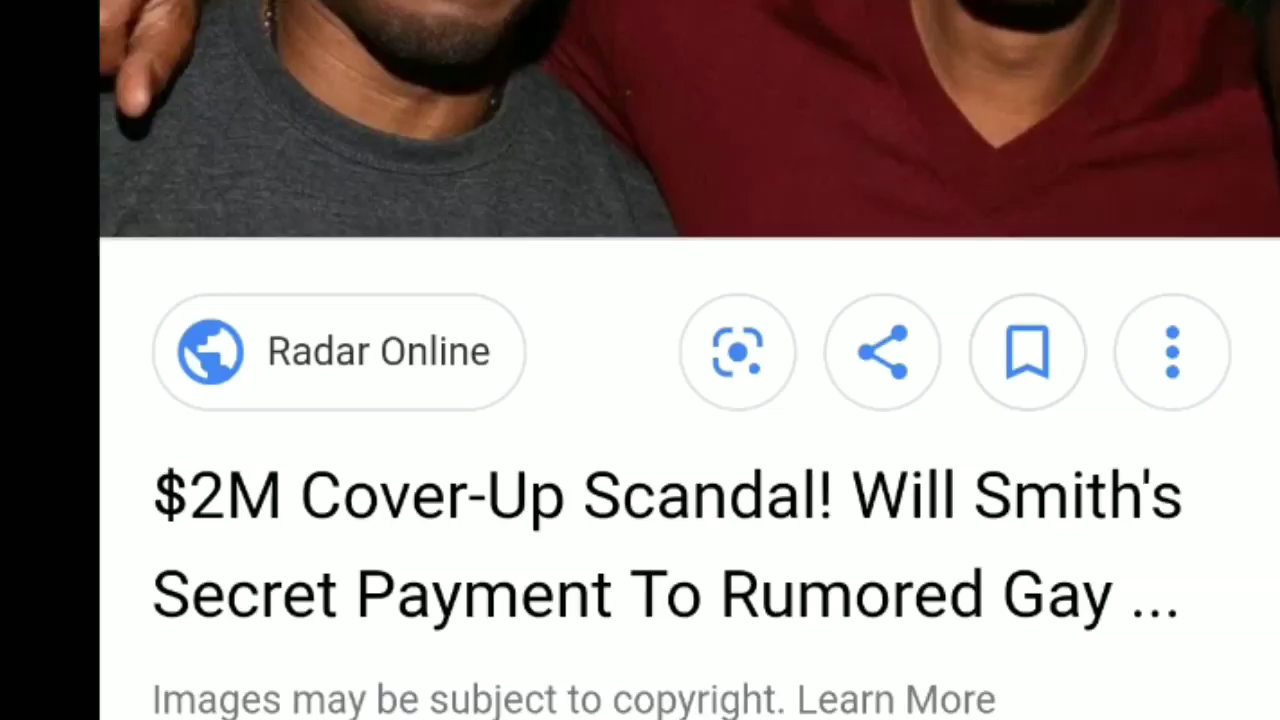 Radar Online
$2M Cover-Up Scandal! Will Smith's
Secret Payment To Rumored Gay ...
Images may be subject to copyright. Learn More